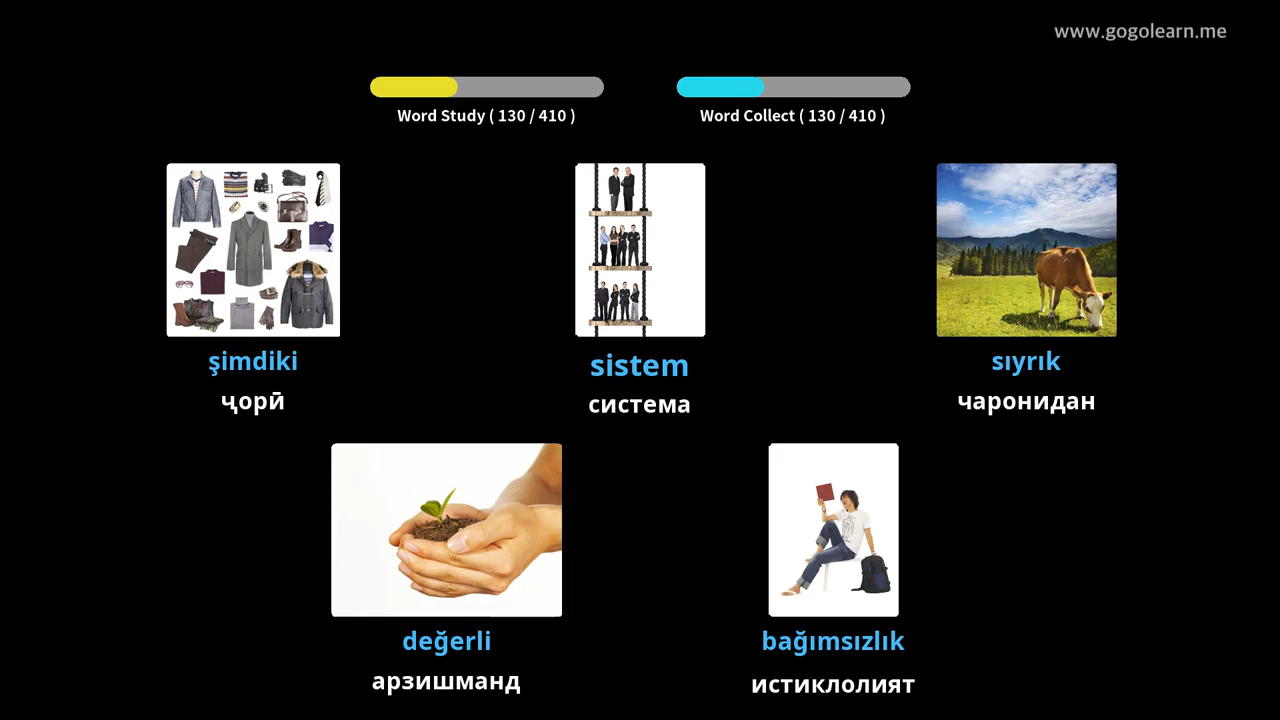 www.gogolearn.me
Word Study ( 130 / 410 )
Word Collect ( 130 / 410 )
şimdiki
ҷорӣ
sistem
система
sıyrık
чаронидан
değerli
арзишманд
bağımsızlık
истиклолият